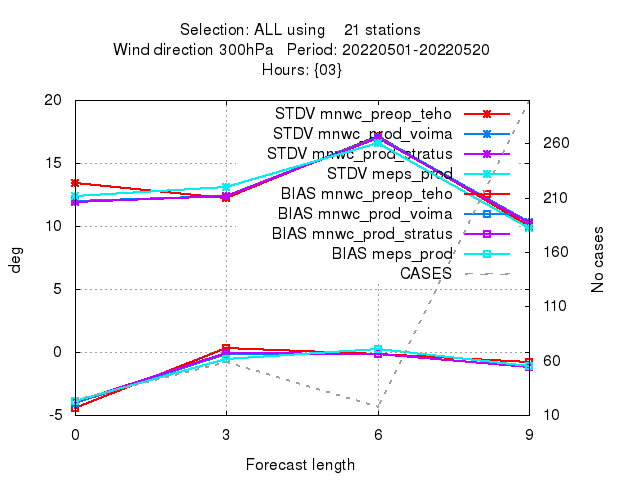 Selection: ALL using 21 stations
Wind direction 300hPa Period: 20220501-20220520
Hours: {03}
STDV mnwc_preop_teho
STDV mnwc_prod_voima
STDV mnwc_prod_stratus
STDV meps_prod
BIAS mnwc_preop_teho
BIAS mnwc_prod_voima
BIAS mnwc_prod_stratus
BIAS meps_prod
CASES
20
15
10
5
0
-5
deg
260
210
160
110
60
10
No cases
0 3 6 9
Forecast length